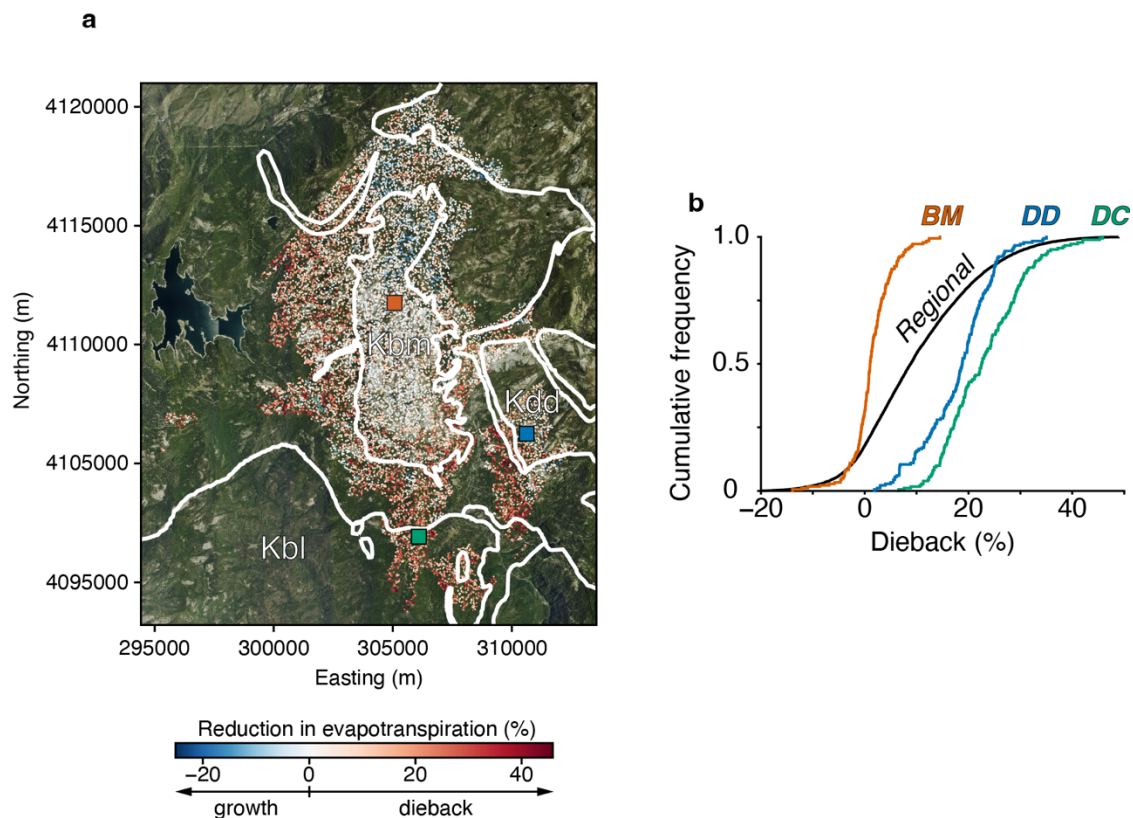 a
4120000
4115000
4110000
4105000
4095000
Northing (m)
Kbm
Kdd
Kbl
295000 300000 305000 310000
Easting (m)
Reduction in evapotranspiration (%)
−20 0 20 40
growth dieback
b
BM DD DC
Regional
1.0
0.5
0
Cumulative frequency
−20 0 20 40
Dieback (%)